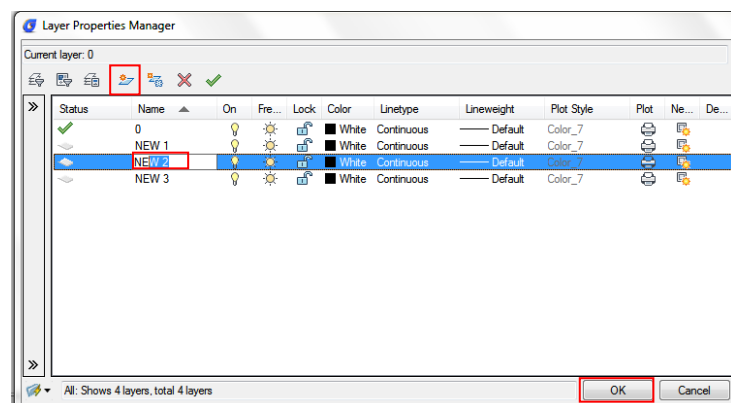 Layer Properties Manager
Current layer: 0
Status Name On Fre... Lock Color Linetype Lineweight Plot Style Plot Ne... De...
0 White Continuous Default Color_7
NEW 1 White Continuous Default Color_7
NEW 2 White Continuous Default Color_7
NEW 3 White Continuous Default Color_7
All: Shows 4 layers, total 4 layers
OK Cancel